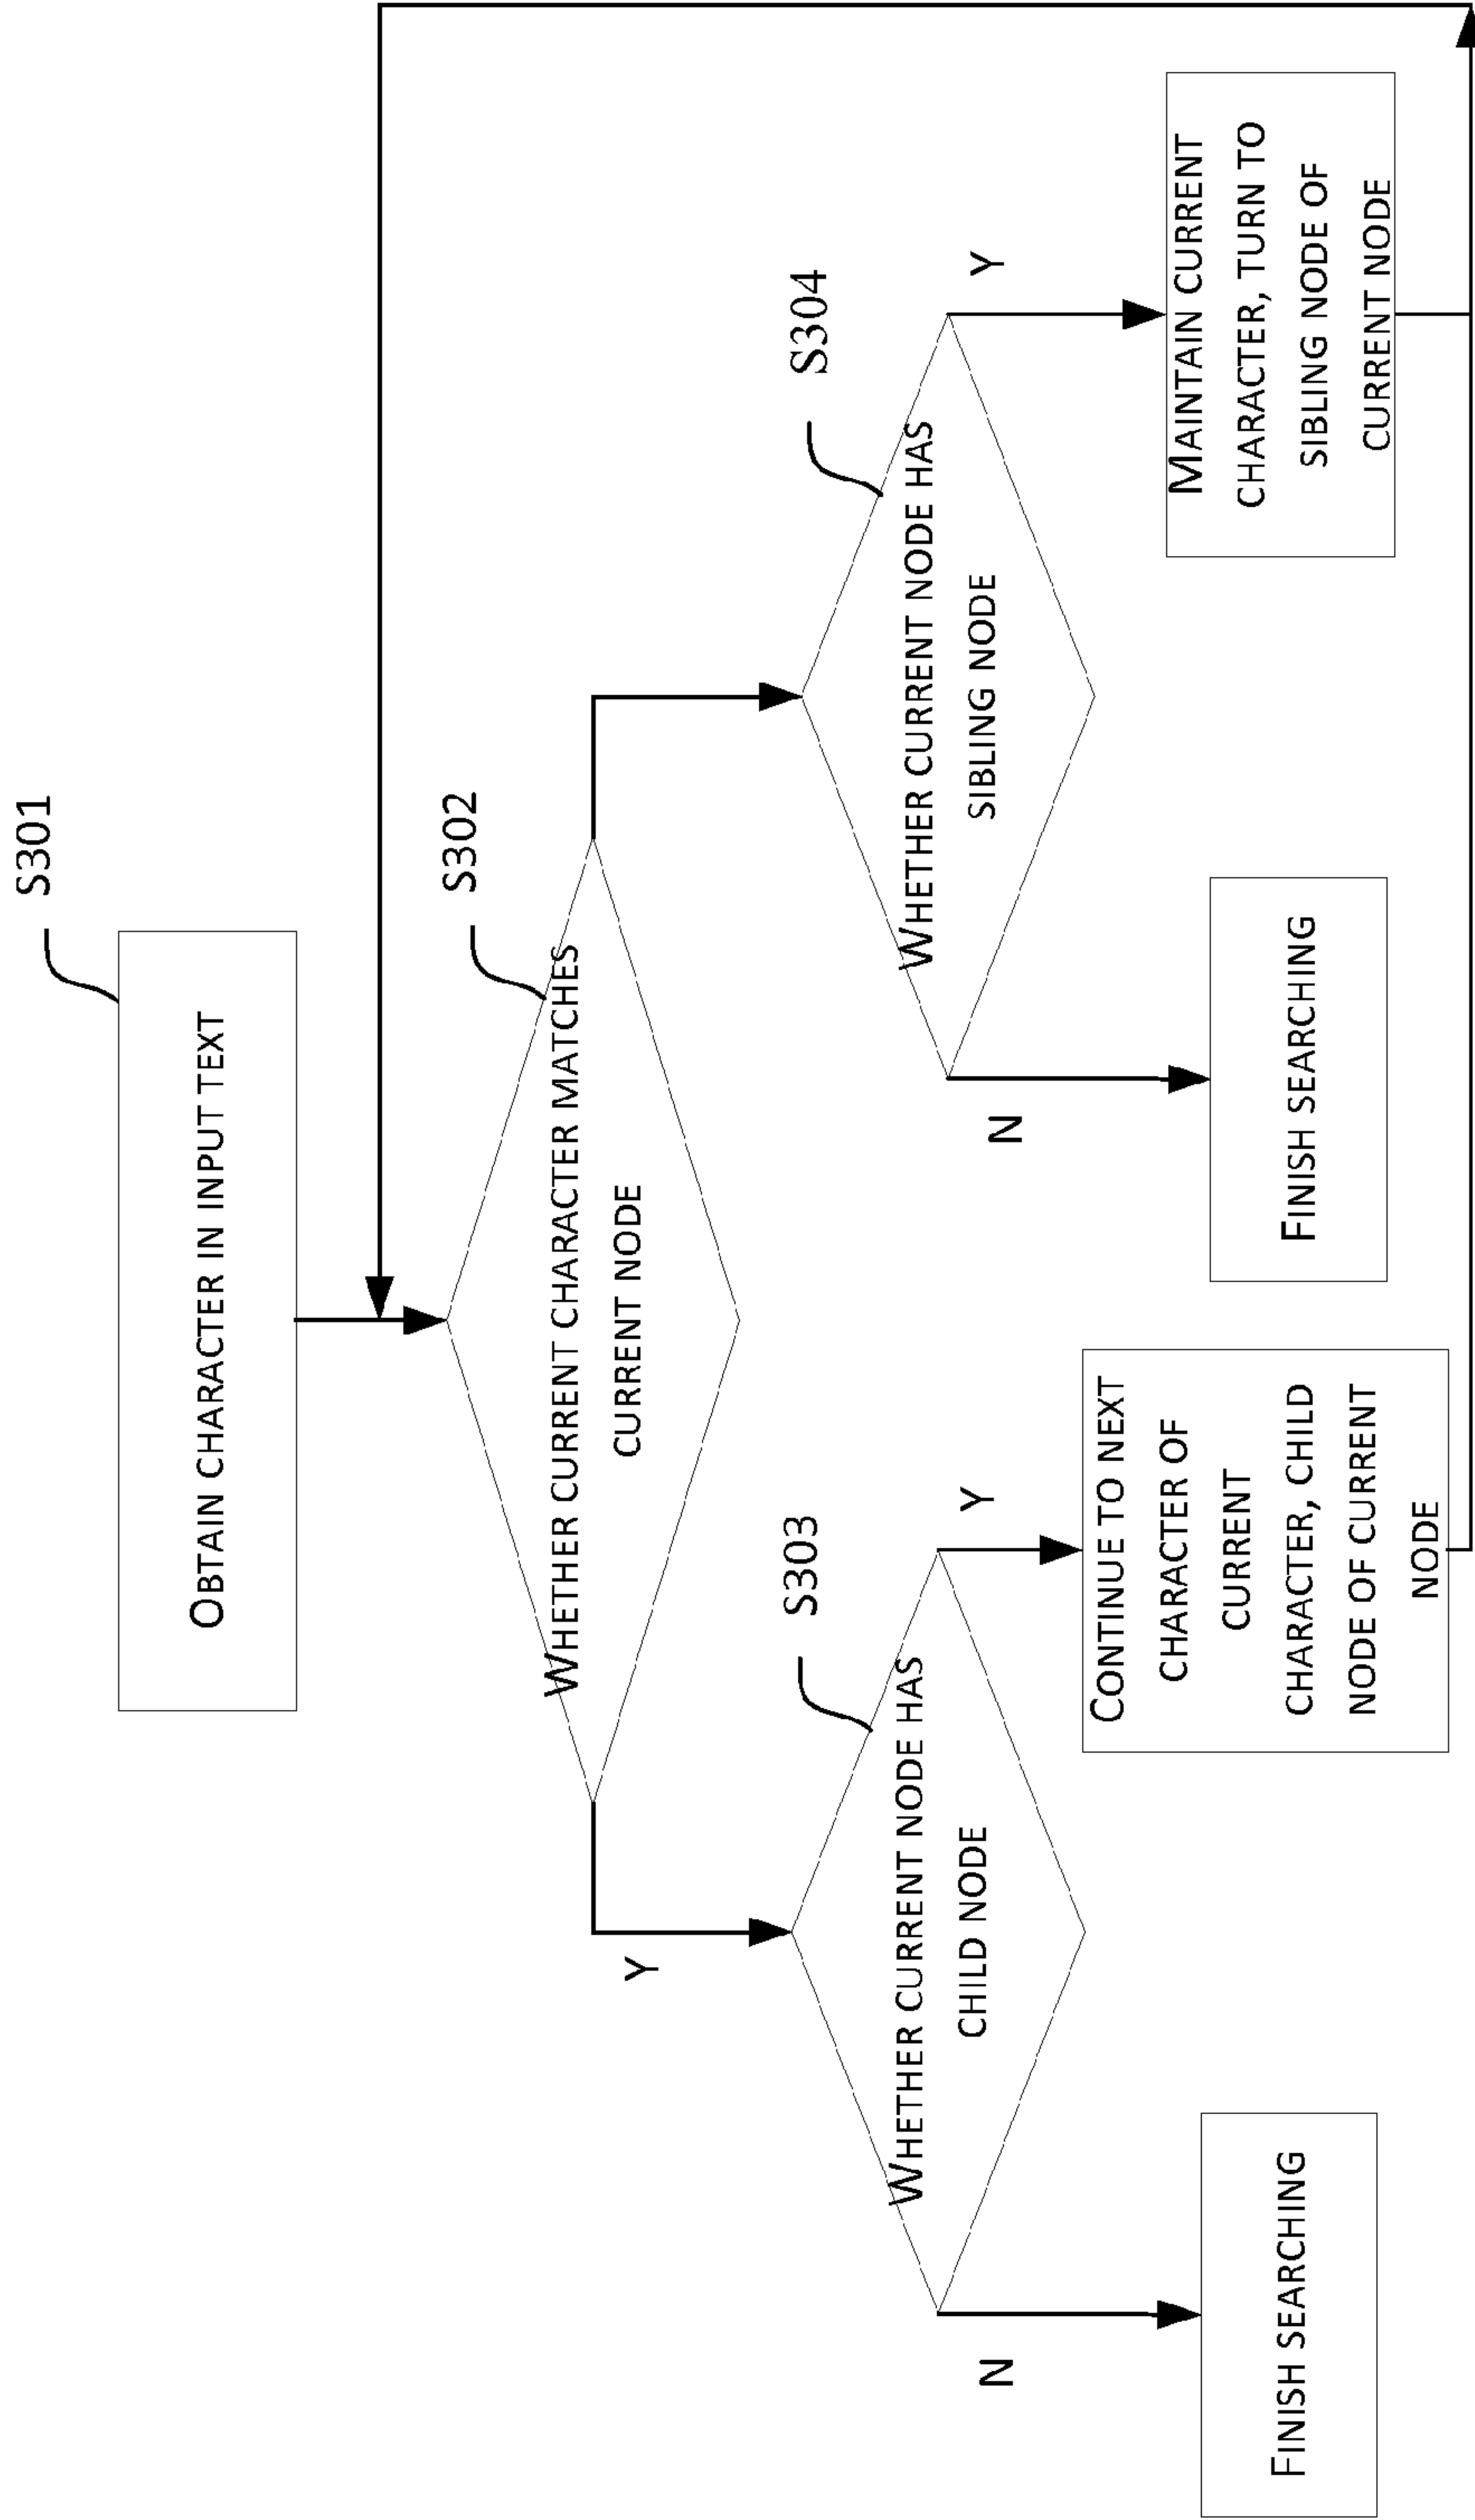 S301
OBTAIN CHARACTER IN INPUT TEXT
S302
WHETHER CURRENT CHARACTER MATCHES
CURRENT NODE
Y
S303
WHETHER CURRENT NODE HAS
CHILD NODE
S304
WHETHER CURRENT NODE HAS
SIBLING NODE
N
Y
N
Y
FINISH SEARCHING
CONTINUE TO NEXT
CHARACTER OF
CURRENT
CHARACTER, CHILD
NODE OF CURRENT
NODE
FINISH SEARCHING
MAINTAIN CURRENT
CHARACTER, TURN TO
SIBLING NODE OF
CURRENT NODE